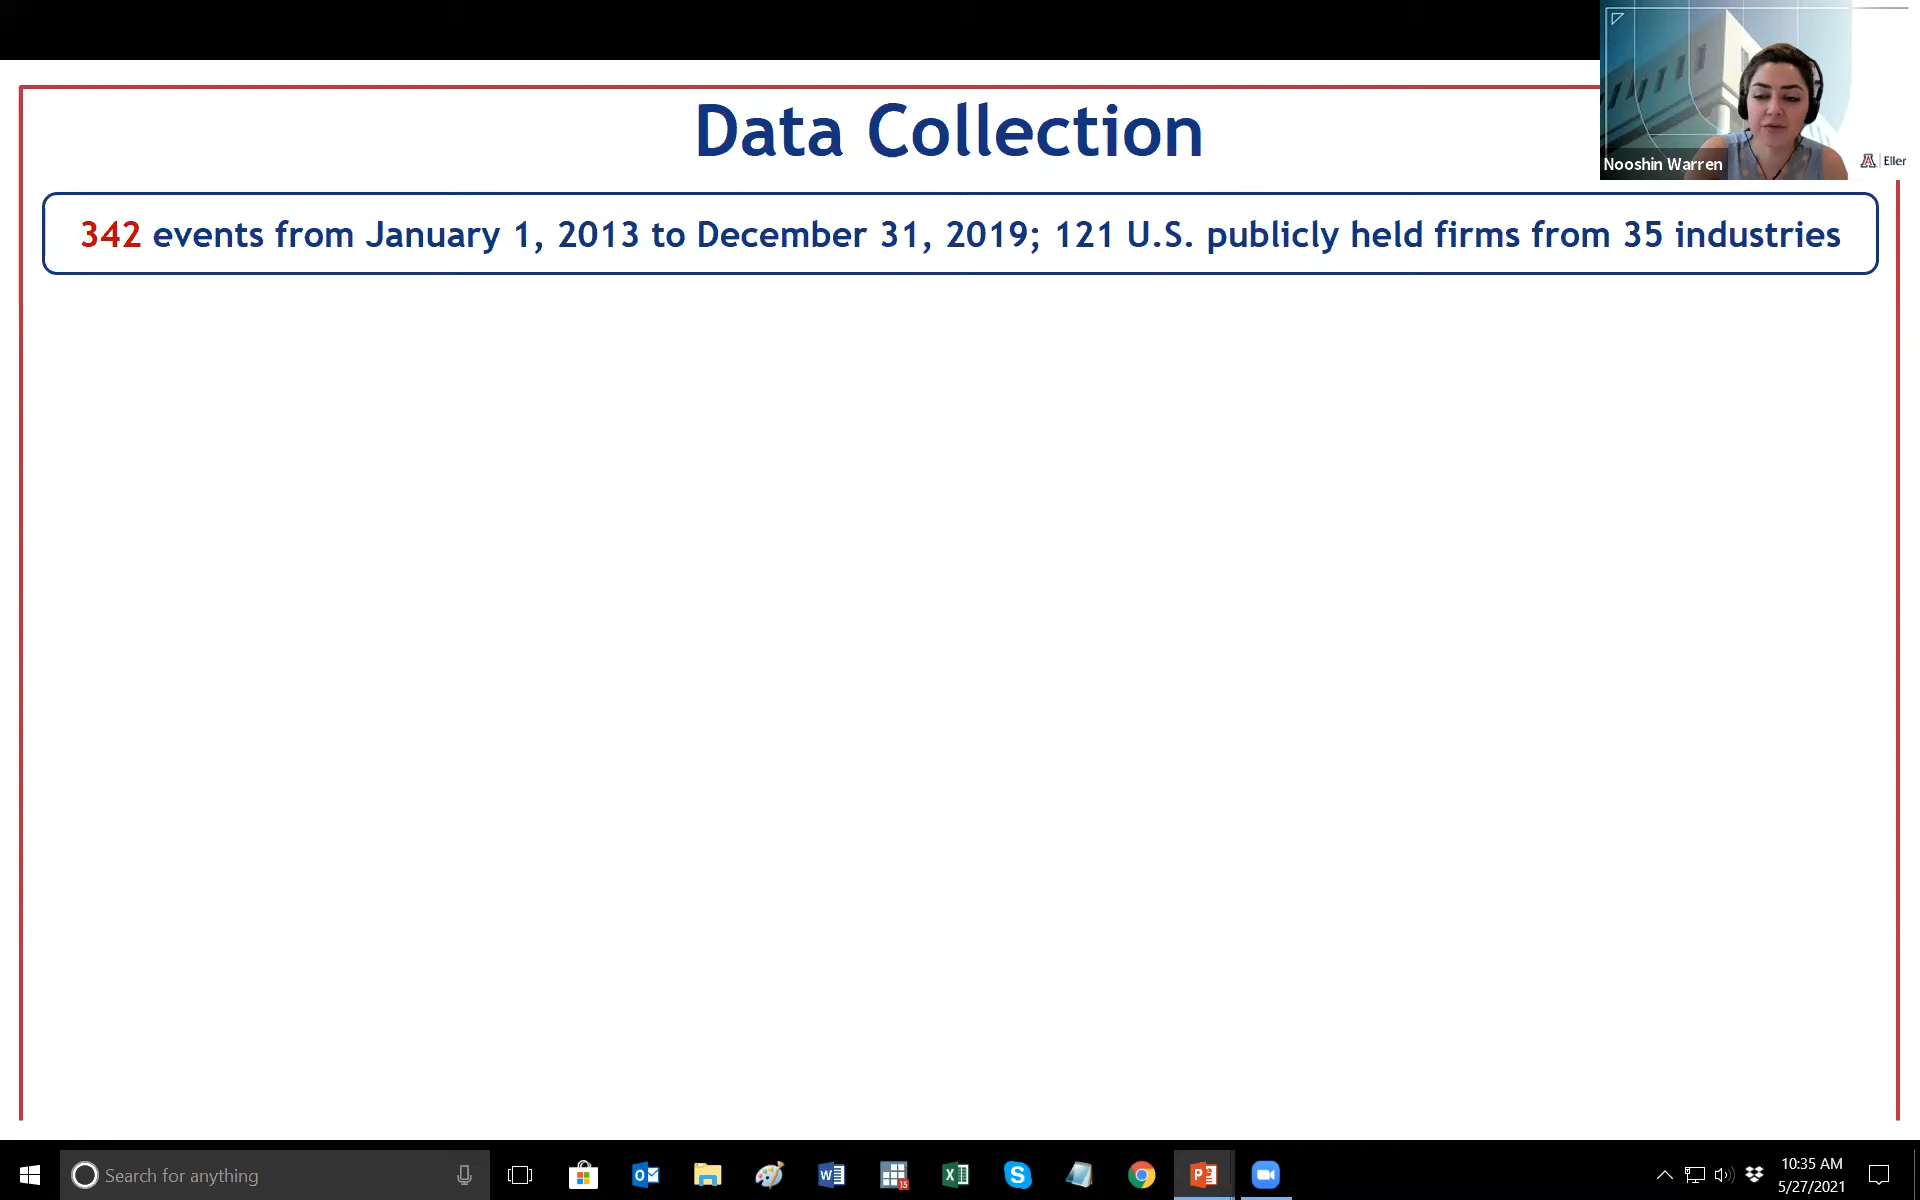 Data Collection
Nooshin Warren
Eller
342 events from January 1, 2013 to December 31, 2019; 121 U.S. publicly held firms from 35 industries
Search for anything
15
10:35 AM
5/27/2021